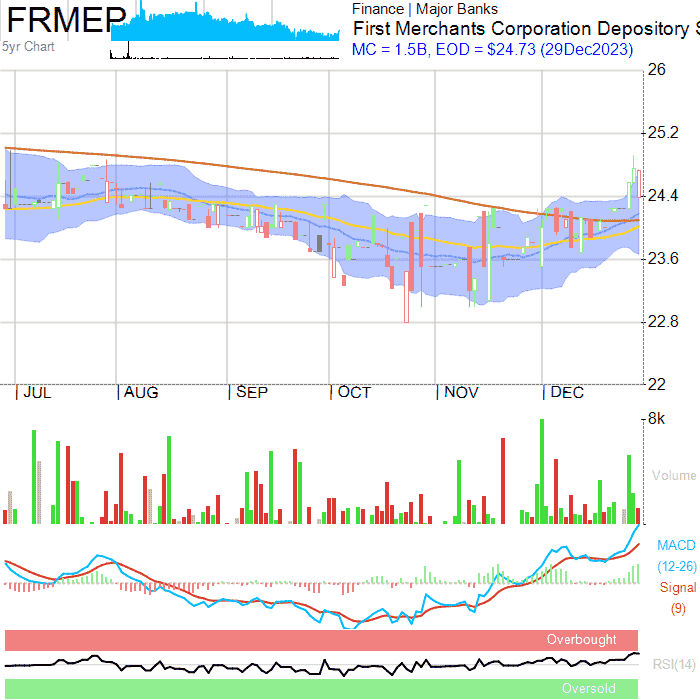 FRMEP
5yr Chart
Finance | Major Banks
First Merchants Corporation Depository S
MC = 1.5B, EOD = $24.73 (29Dec2023)
26
25.2
24.4
23.6
22.8
22
JUL AUG SEP OCT NOV DEC
8k
Volume
MACD
(12-26)
Signal
(9)
Overbought
RSI(14)
Oversold